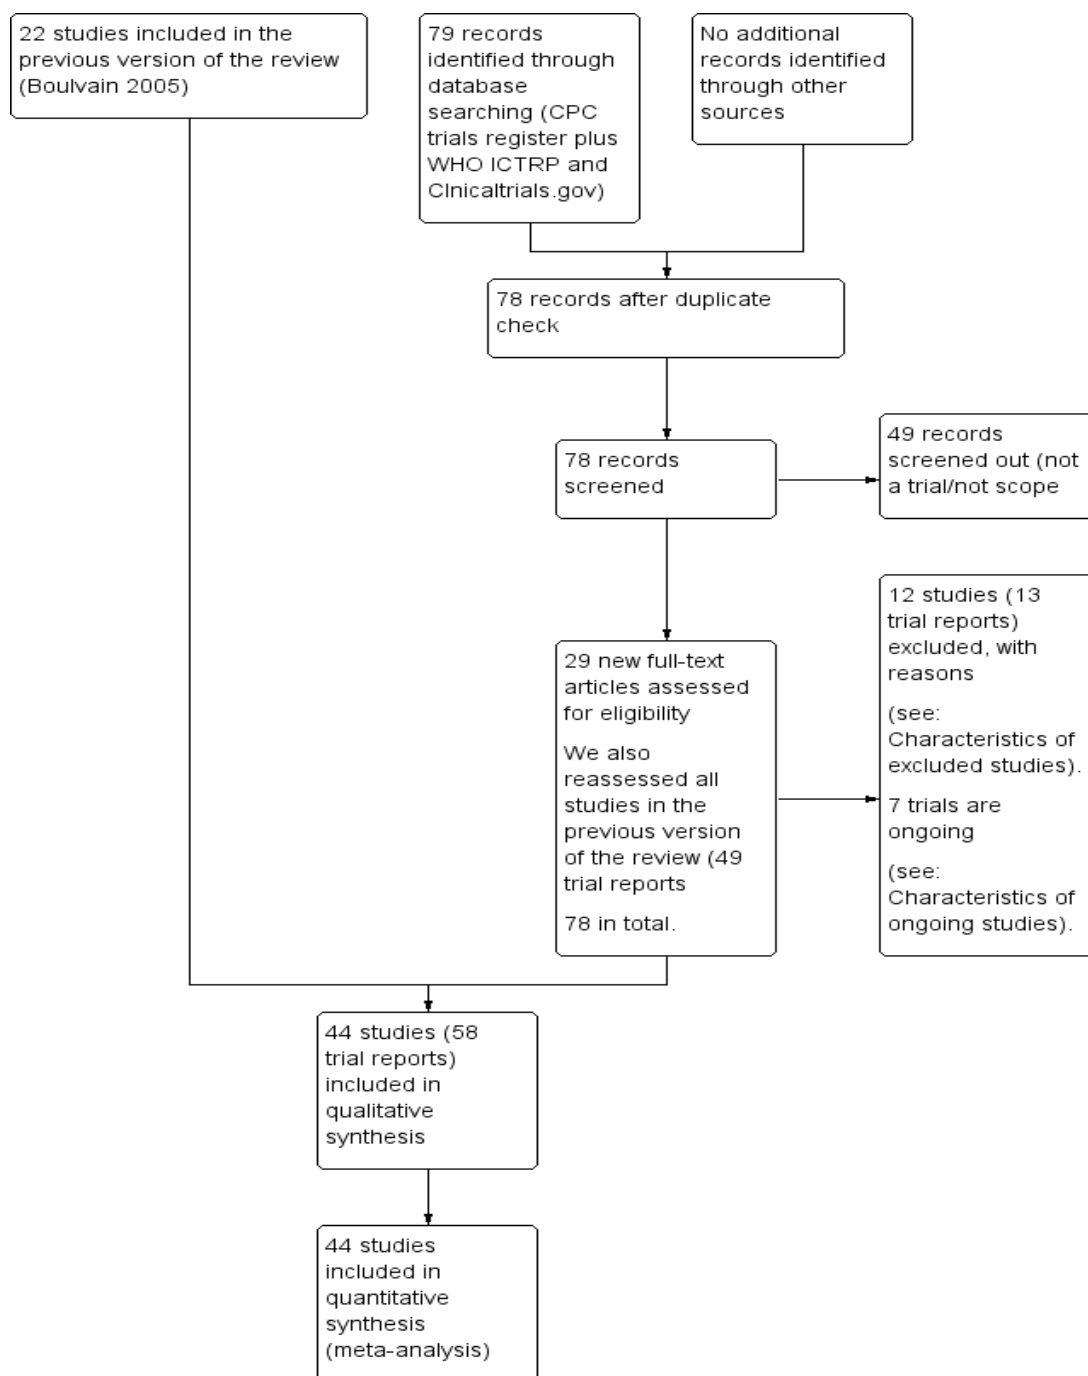 22 studies included in the
previous version of the review
(Boulvain 2005)
79 records
identified through
database
searching (CPC
trials register plus
WHO ICTRP and
Clnicaltrials.gov)
No additional
records identified
through other
sources
78 records after duplicate
check
78 records
screened
49 records
screened out (not
a trial/not scope
29 new full-text
articles assessed
for eligibility
We also
reassessed all
studies in the
previous version
of the review (49
trial reports
78 in total.
12 studies (13
trial reports)
excluded, with
reasons
(see:
Characteristics of
excluded studies).
7 trials are
ongoing
(see:
Characteristics of
ongoing studies).
44 studies (58
trial reports)
included in
qualitative
synthesis
44 studies
included in
quantitative
synthesis
(meta-analysis)